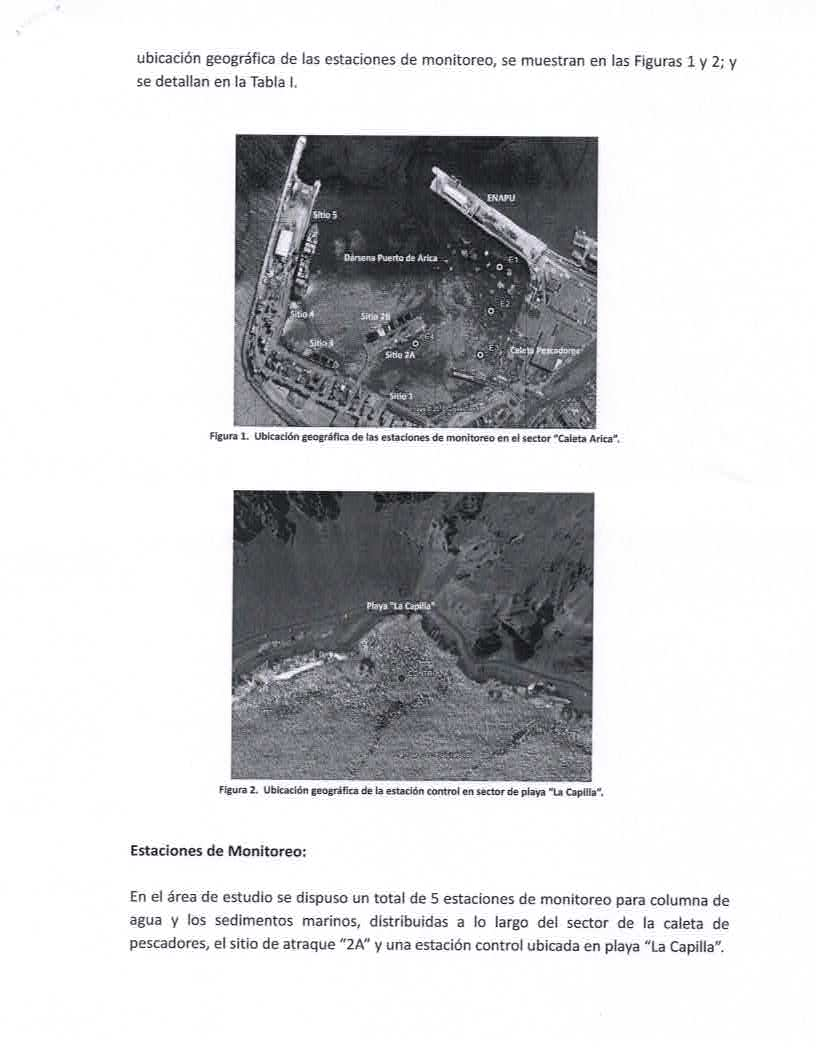 ubicación geográfica de las estaciones de monitoreo, se muestran en las Figuras 1 y 2; y
se detallan en la Tabla I.
ENAPU
Sitio 5
Dársena Puerto de Arica
E1
E2
Sitio 4
Sitio 2B
Sitio 3
E4
E3
Caleta Pescadores
Sitio 2A
Sitio 1
Figura 1. Ubicación geográfica de las estaciones de monitoreo en el sector "Caleta Arica".
Playa "La Capilla"
Figura 2. Ubicación geográfica de la estación control en sector de playa "La Capilla".
Estaciones de Monitoreo:
En el área de estudio se dispuso un total de 5 estaciones de monitoreo para columna de
agua y los sedimentos marinos, distribuidas a lo largo del sector de la caleta de
pescadores, el sitio de atraque "2A" y una estación control ubicada en playa "La Capilla".